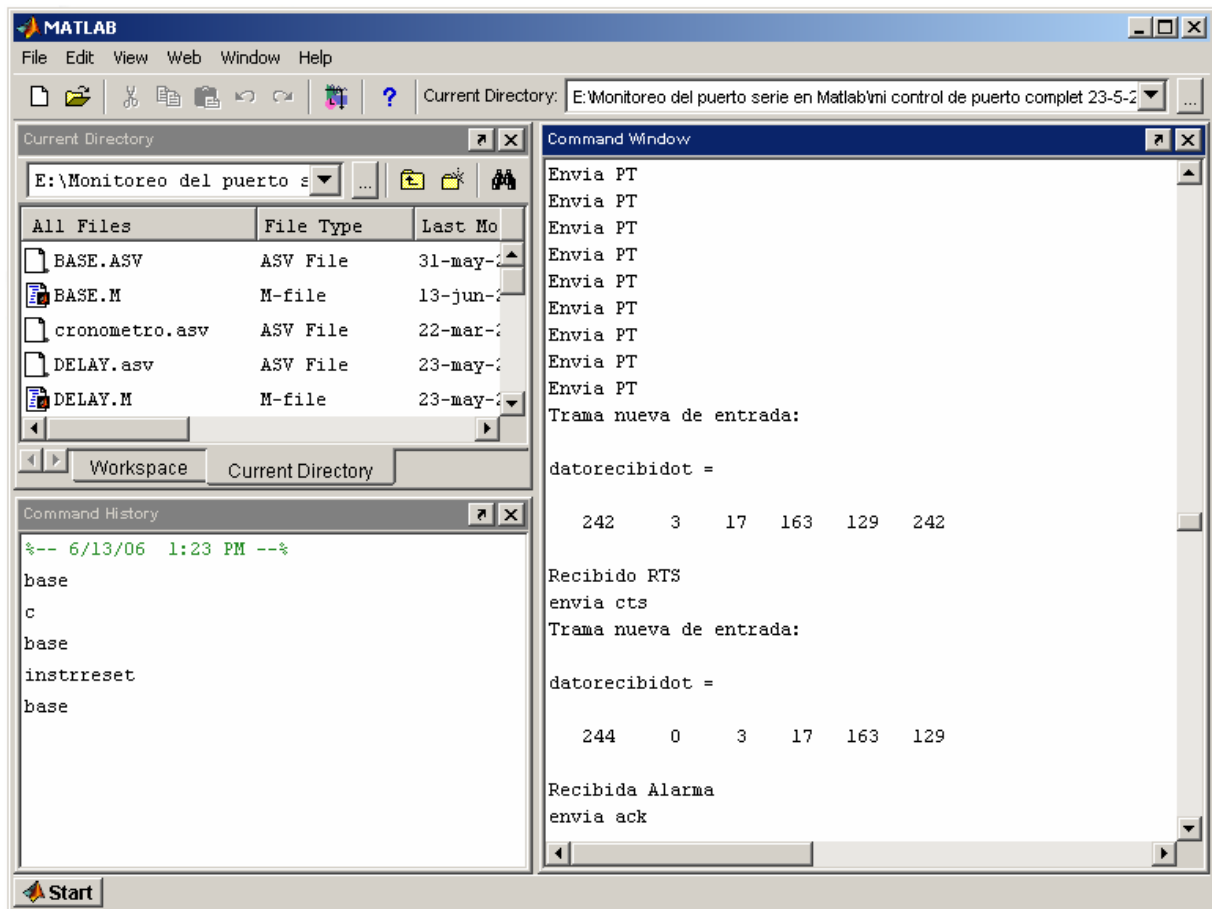 MATLAB
File Edit View Web Window Help
? Current Directory: E:\Monitoreo del puerto serie en Matlab\mi control de puerto complet 23-5-2 ...
Current Directory
E:\Monitoreo del puerto s ...
All Files File Type Last Mo
BASE.ASV ASV File 31-may-2
BASE.M M-file 13-jun-2
cronometro.asv ASV File 22-mar-2
DELAY.asv ASV File 23-may-2
DELAY.M M-file 23-may-2
Workspace Current Directory
Command History
%-- 6/13/06 1:23 PM --%
base
c
base
instrreset
base
Command Window
Envia PT
Envia PT
Envia PT
Envia PT
Envia PT
Envia PT
Envia PT
Envia PT
Envia PT
Trama nueva de entrada:
datorecibidot =
242 3 17 163 129 242
Recibido RTS
envia cts
Trama nueva de entrada:
datorecibidot =
244 0 3 17 163 129
Recibida Alarma
envia ack
Start